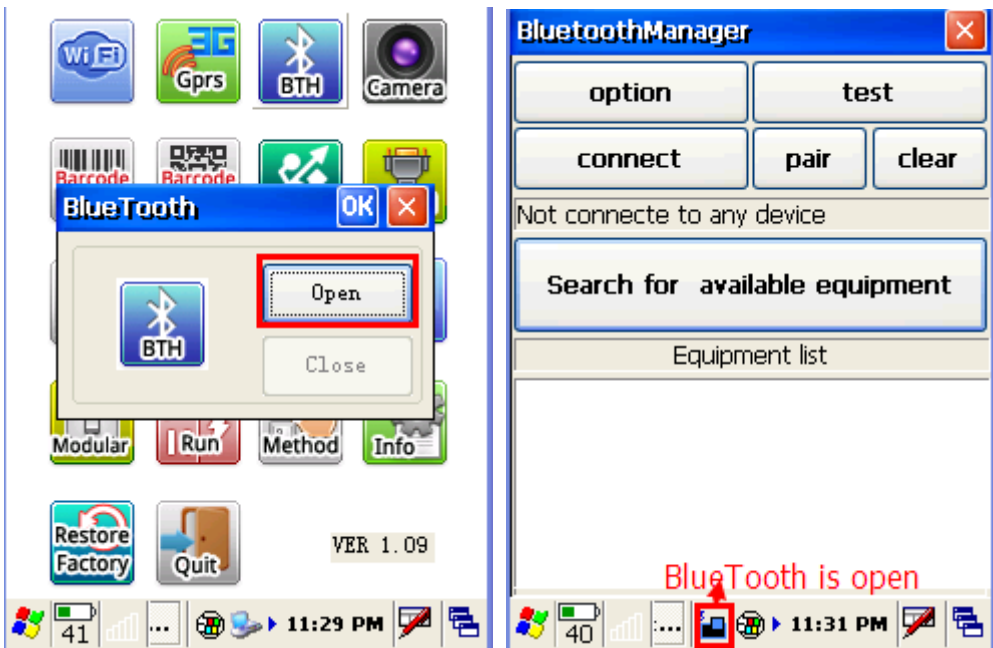 WiFi
3G
Gprs
BTH
Camera
Barcode
Barcode
BlueTooth
OK
Open
BTH
Close
Modular
Run
Method
Info
Restore
Factory
Quit
VER 1.09
41
...
11:29 PM
BluetoothManager
option
test
connect
pair
clear
Not connecte to any device
Search for available equipment
Equipment list
BlueTooth is open
40
:...
11:31 PM